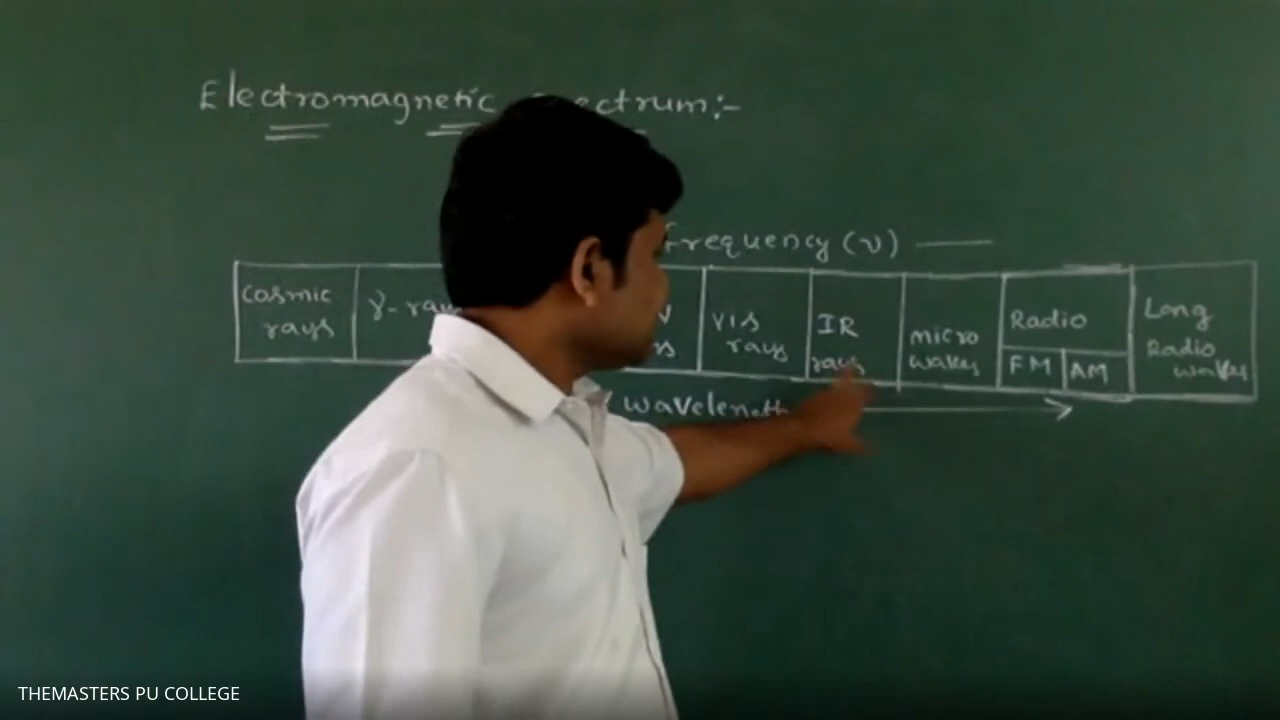 Electromagnetic
frequency (ν)
cosmic rays
γ-rays
vis rays
IR rays
micro waves
Radio
FM AM
Long Radio waves
wavelength
THEMASTERS PU COLLEGE